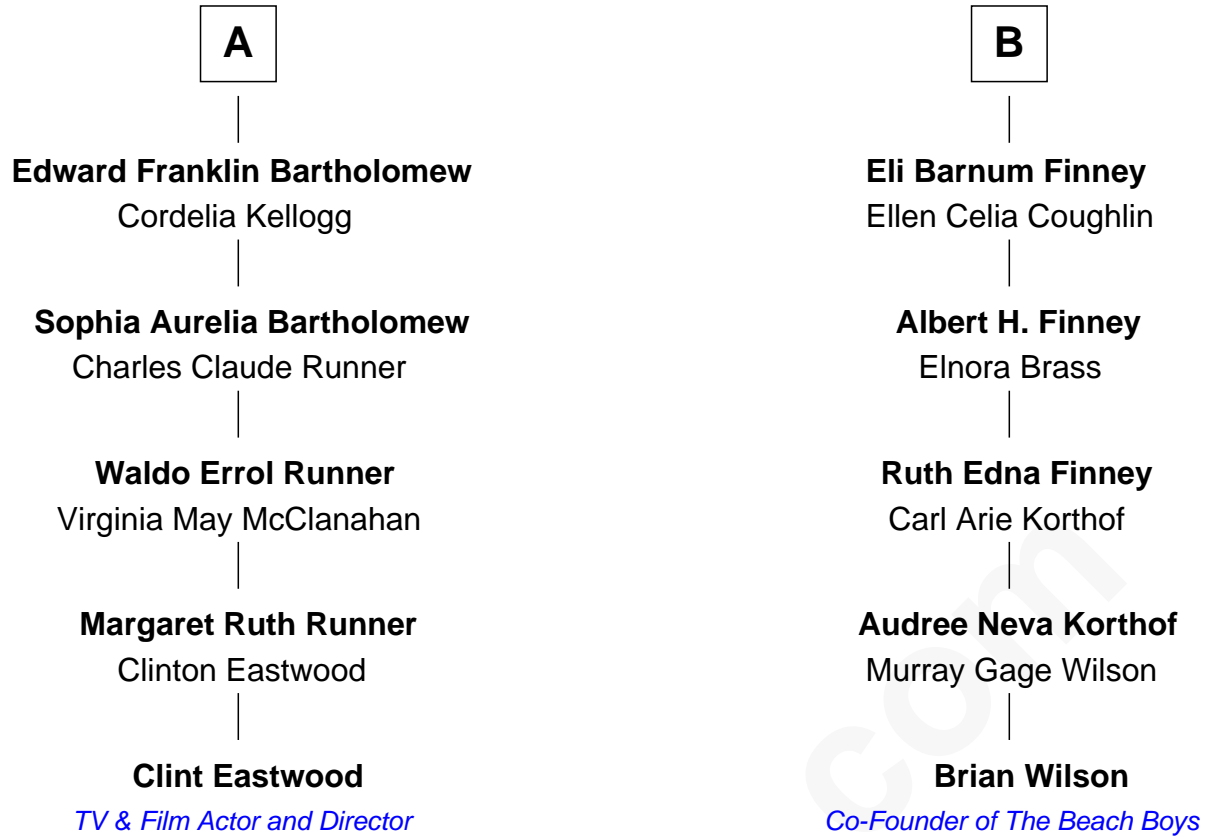 A
Edward Franklin Bartholomew
Cordelia Kellogg
Sophia Aurelia Bartholomew
Charles Claude Runner
Waldo Errol Runner
Virginia May McClanahan
Margaret Ruth Runner
Clinton Eastwood
Clint Eastwood
TV & Film Actor and Director
B
Eli Barnum Finney
Ellen Celia Coughlin
Albert H. Finney
Elnora Brass
Ruth Edna Finney
Carl Arie Korthof
Audree Neva Korthof
Murray Gage Wilson
Brian Wilson
Co-Founder of The Beach Boys
com